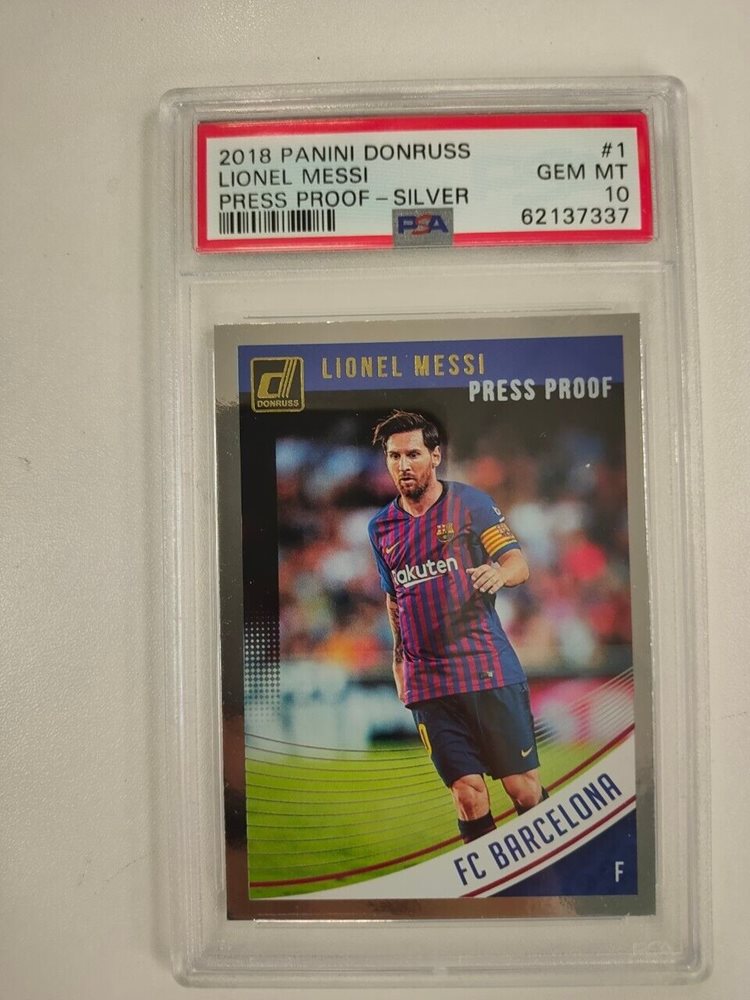 2018 PANINI DONRUSS #1
LIONEL MESSI GEM MT
PRESS PROOF - SILVER 10
PSA 62137337
DONRUSS
LIONEL MESSI
PRESS PROOF
Rakuten
FC BARCELONA
F
PSA